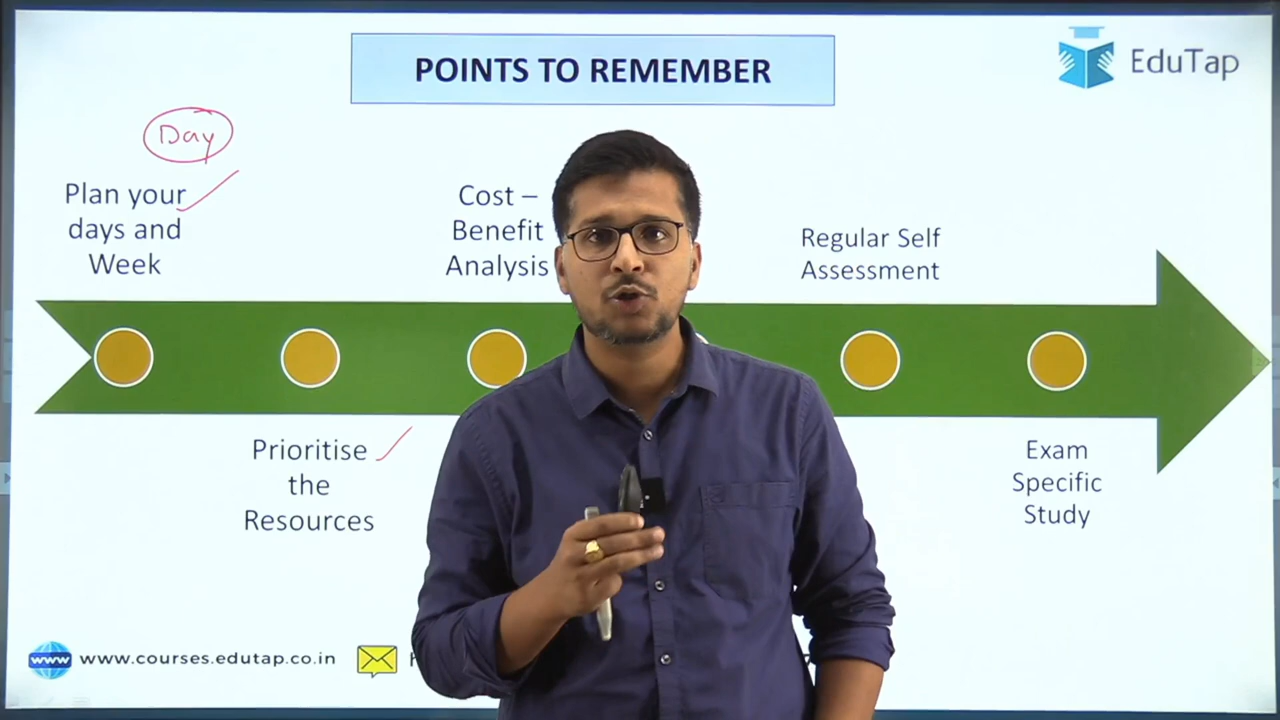 POINTS TO REMEMBER
EduTap
Day
Plan your
days and
Week
Cost –
Benefit
Analysis
Regular Self
Assessment
Prioritise
the
Resources
Exam
Specific
Study
www
www.courses.edutap.co.in